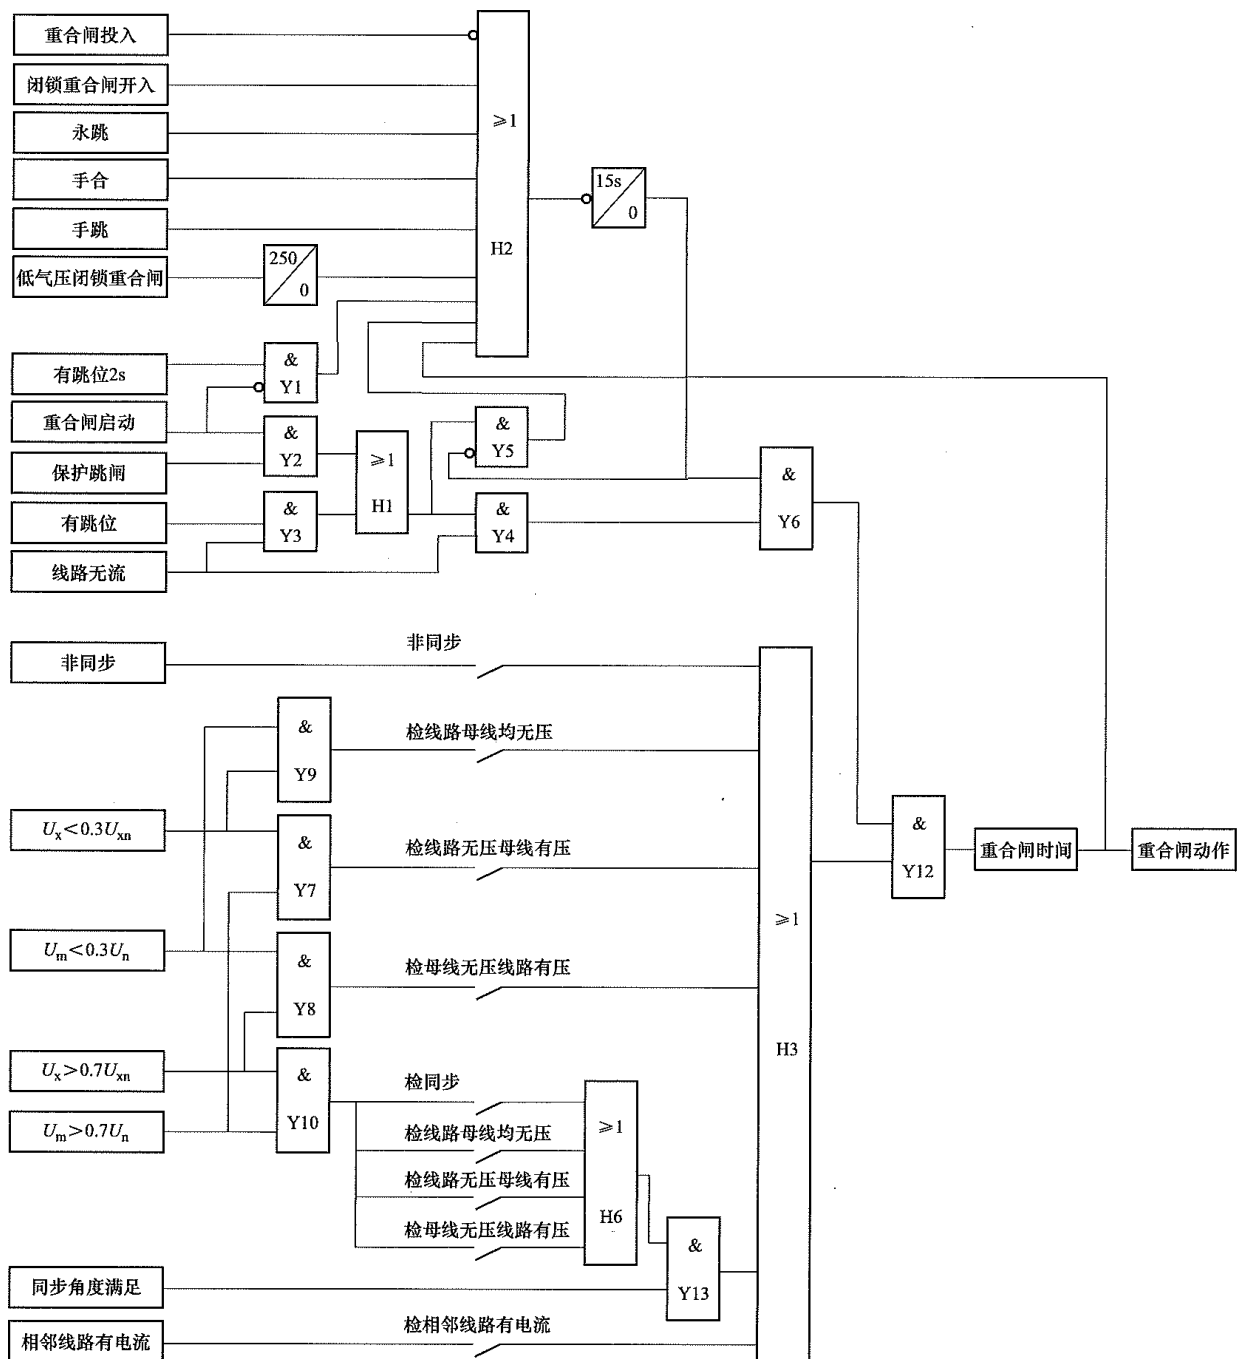 重合闸投入
闭锁重合闸开入
永跳
手合
手跳
低气压闭锁重合闸
250
0
≥1
H2
15s
0
有跳位2s
重合闸启动
保护跳闸
有跳位
线路无流
&
Y1
&
Y2
&
Y3
≥1
H1
&
Y5
&
Y4
&
Y6
非同步
非同步
&
Y9
检线路母线均无压
Ux<0.3Uxn
&
Y7
检线路无压母线有压
Um<0.3Un
&
Y8
检母线无压线路有压
Ux>0.7Uxn
Um>0.7Un
&
Y10
检同步
检线路母线均无压
检线路无压母线有压
检母线无压线路有压
≥1
H6
&
Y13
同步角度满足
相邻线路有电流
检相邻线路有电流
≥1
H3
&
Y12
重合闸时间
重合闸动作